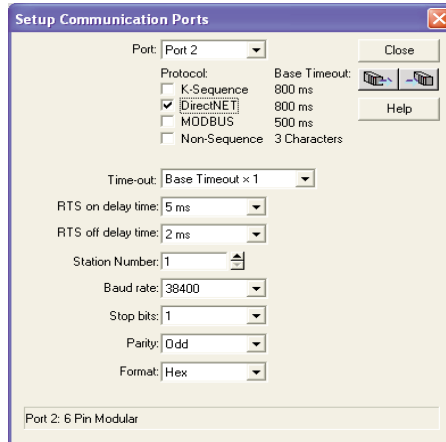 Setup Communication Ports
Port: Port 2 Close
Protocol: Base Timeout:
K-Sequence 800 ms
DirectNET 800 ms
MODBUS 500 ms
Non-Sequence 3 Characters
Help
Time-out: Base Timeout × 1
RTS on delay time: 5 ms
RTS off delay time: 2 ms
Station Number: 1
Baud rate: 38400
Stop bits: 1
Parity: Odd
Format: Hex
Port 2: 6 Pin Modular